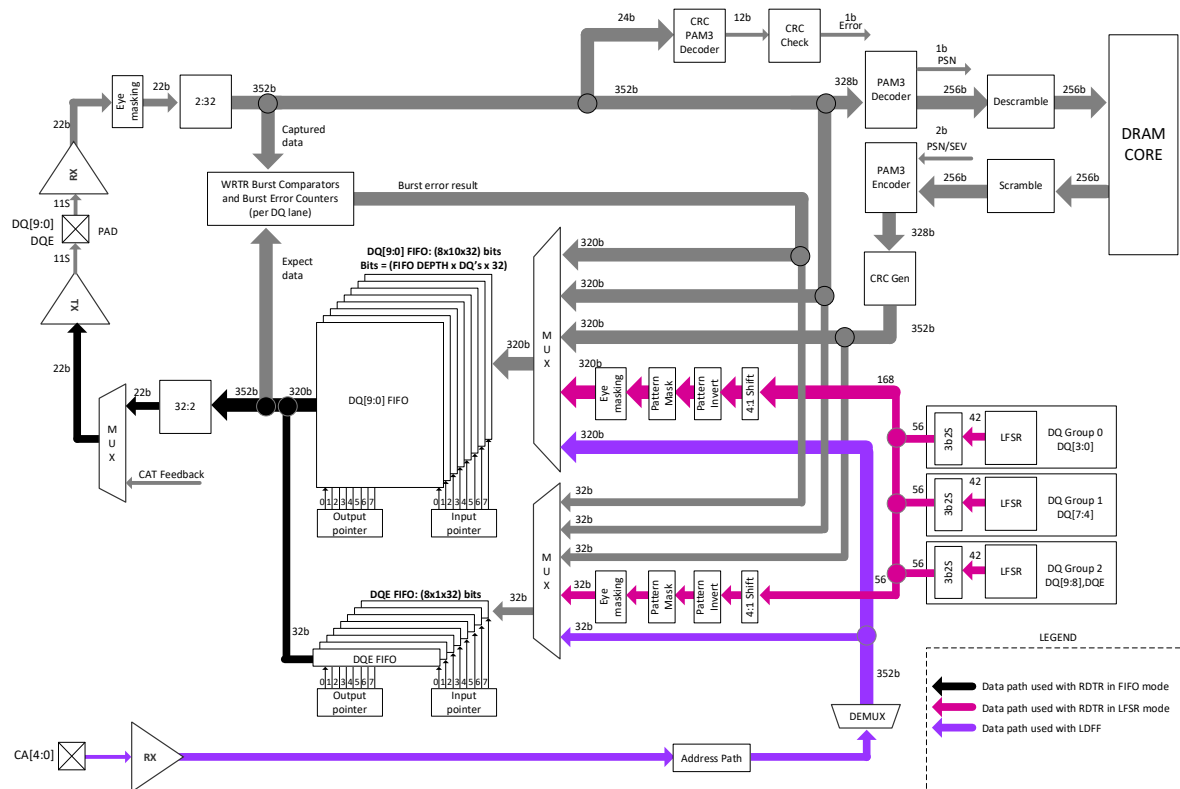 24b
CRC
PAM3
Decoder
12b
CRC
Check
1b
Error
Eye
masking
22b
2:32
352b
352b
328b
PAM3
Decoder
1b
PSN
256b
Descramble
256b
DRAM
CORE
22b
RX
11S
DQ[9:0]
DQE
PAD
11S
TX
22b
Captured
data
WRTR Burst Comparators
and Burst Error Counters
(per DQ lane)
Burst error result
Expect
data
2b
PSN/SEV
PAM3
Encoder
256b
Scramble
256b
328b
CRC Gen
352b
DQ[9:0] FIFO: (8x10x32) bits
Bits = (FIFO DEPTH x DQ's x 32)
DQ[9:0] FIFO
320b
M
U
X
320b
320b
320b
320b
Eye
masking
Pattern
Mask
Pattern
Invert
4:1 Shift
168
320b
22b
32:2
352b
320b
M
U
X
22b
CAT Feedback
0 1 2 3 4 5 6 7
Output
pointer
0 1 2 3 4 5 6 7
Input
pointer
56
3b2S
42
LFSR
DQ Group 0
DQ[3:0]
56
3b2S
42
LFSR
DQ Group 1
DQ[7:4]
56
3b2S
42
LFSR
DQ Group 2
DQ[9:8],DQE
M
U
X
32b
32b
32b
32b
Eye
masking
Pattern
Mask
Pattern
Invert
4:1 Shift
56
32b
DQE FIFO: (8x1x32) bits
32b
32b
DQE FIFO
0 1 2 3 4 5 6 7
Output
pointer
0 1 2 3 4 5 6 7
Input
pointer
352b
DEMUX
CA[4:0]
RX
Address Path
LEGEND
Data path used with RDTR in FIFO mode
Data path used with RDTR in LFSR mode
Data path used with LDFF